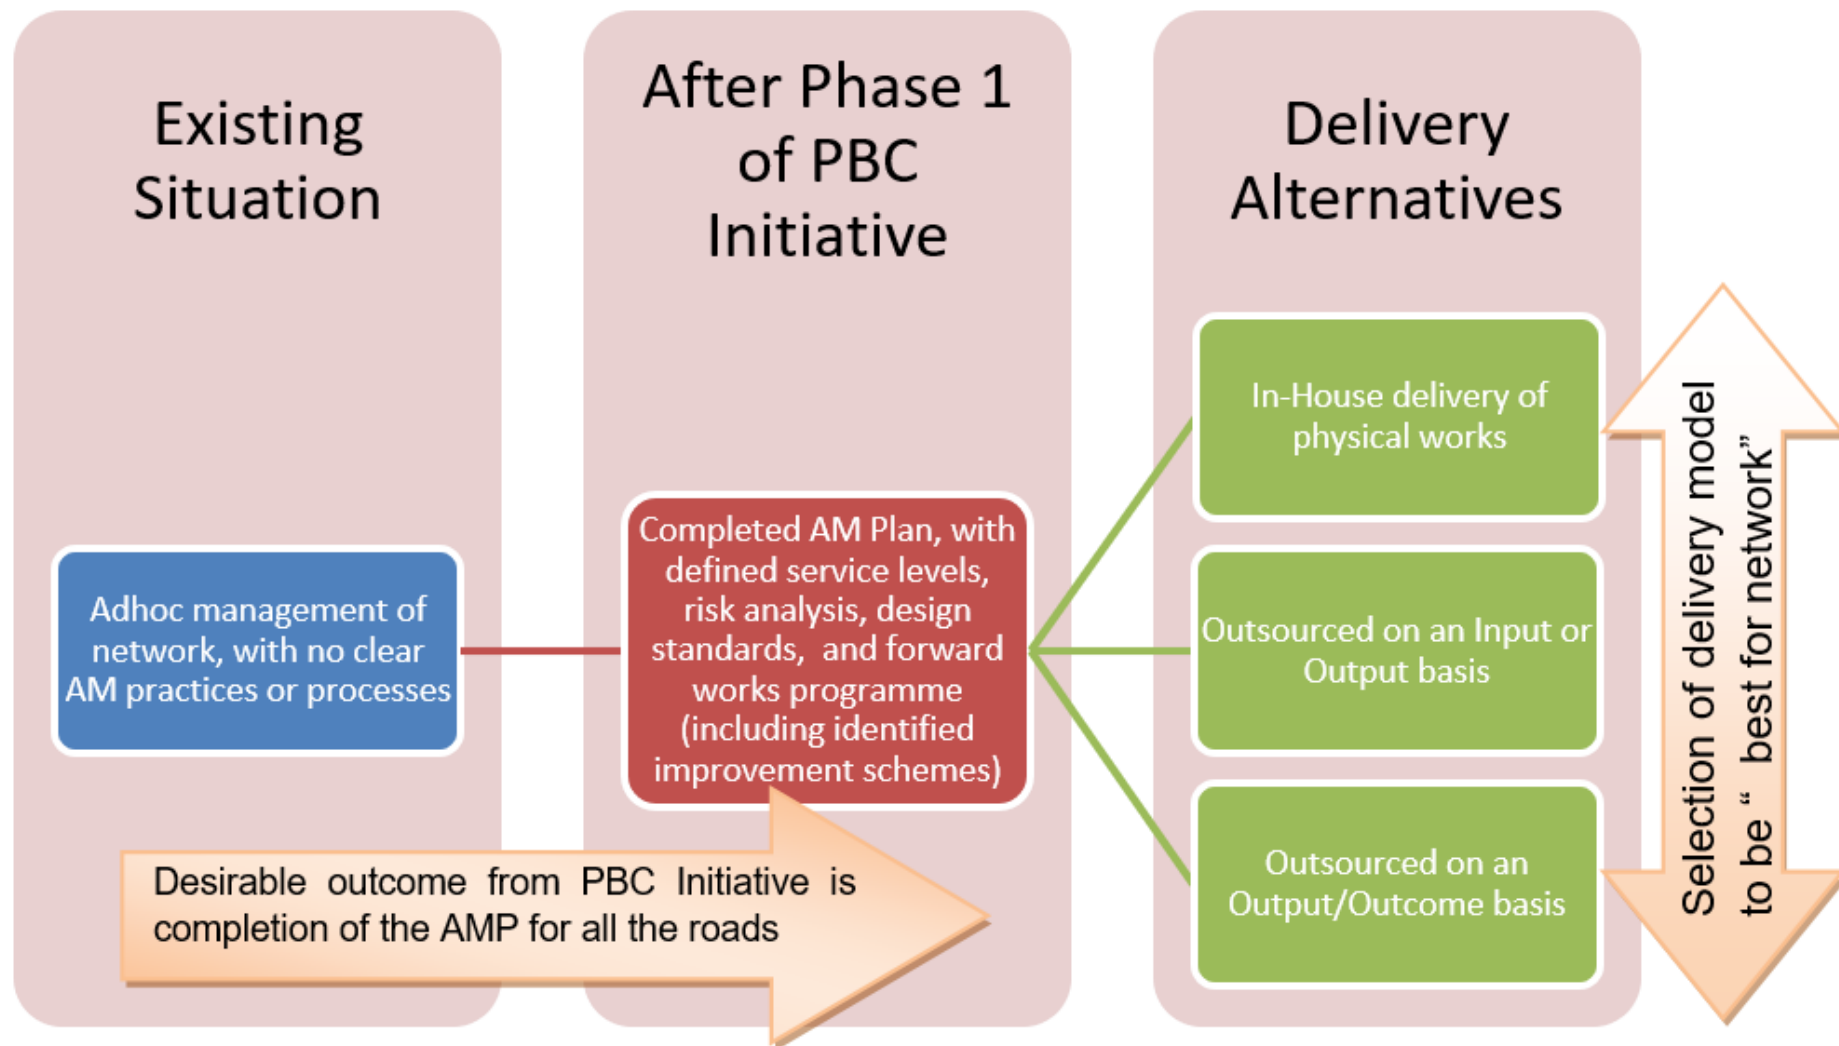 Existing
Situation
After Phase 1
of PBC
Initiative
Delivery
Alternatives
Adhoc management of
network, with no clear
AM practices or processes
Completed AM Plan, with
defined service levels,
risk analysis, design
standards, and forward
works programme
(including identified
improvement schemes)
In-House delivery of
physical works
Outsourced on an Input or
Output basis
Outsourced on an
Output/Outcome basis
Desirable outcome from PBC Initiative is
completion of the AMP for all the roads
Selection of delivery model
to be “ best for network”